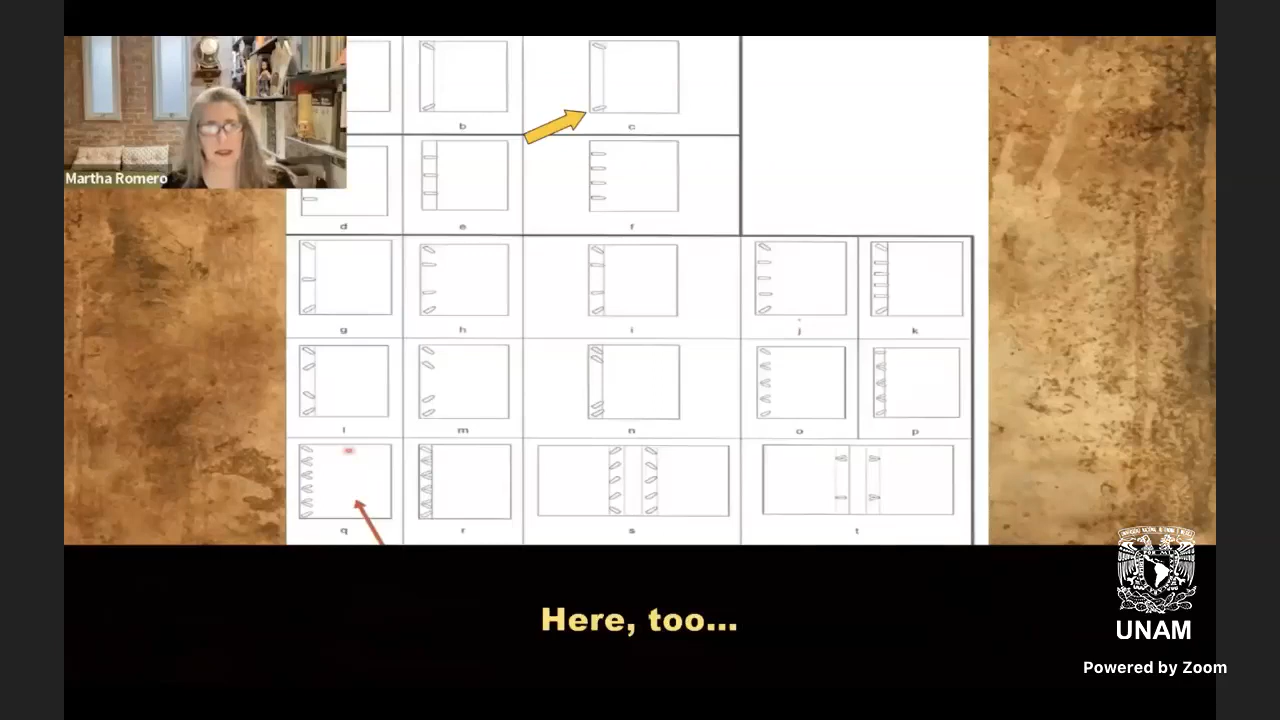 Martha Romero
b
c
d
e
f
g
h
i
j
k
l
m
n
o
p
q
r
s
t
Here, too...
UNAM
Powered by Zoom